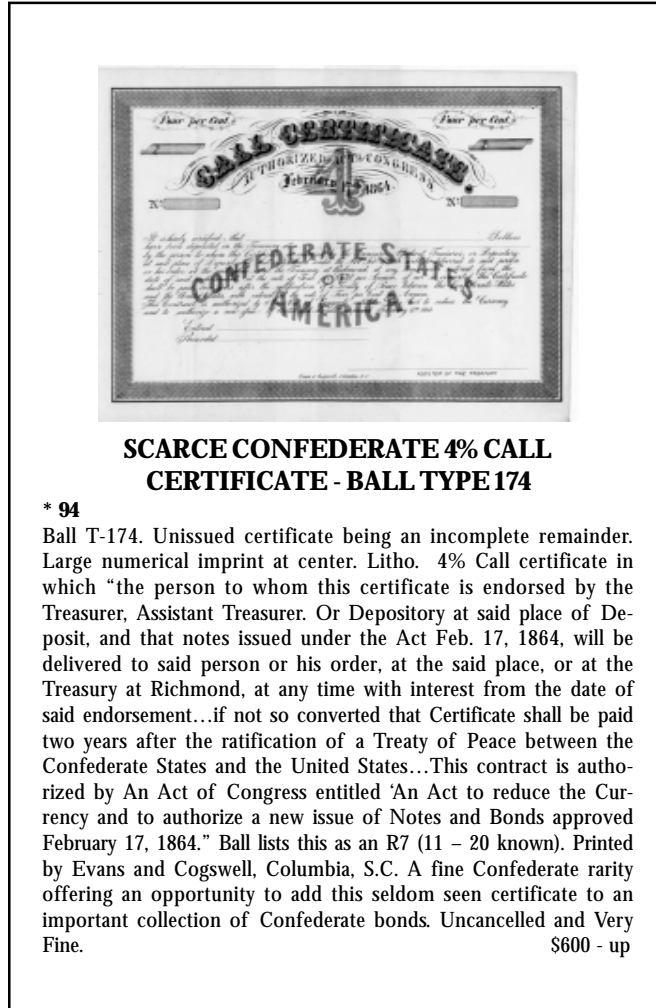 Four per Cent.
Four per Cent.
CALL CERTIFICATE.
AUTHORIZED by ACT of CONGRESS
February 17th 1864.
4
No.
No.
Dollars
CONFEDERATE STATES
OF
AMERICA
Entered
Recorded
REGISTER OF THE TREASURY
SCARCE CONFEDERATE 4% CALL
CERTIFICATE - BALL TYPE 174
* 94
Ball T-174. Unissued certificate being an incomplete remainder.
Large numerical imprint at center. Litho. 4% Call certificate in
which “the person to whom this certificate is endorsed by the
Treasurer, Assistant Treasurer. Or Depository at said place of De-
posit, and that notes issued under the Act Feb. 17, 1864, will be
delivered to said person or his order, at the said place, or at the
Treasury at Richmond, at any time with interest from the date of
said endorsement…if not so converted that Certificate shall be paid
two years after the ratification of a Treaty of Peace between the
Confederate States and the United States…This contract is autho-
rized by An Act of Congress entitled ‘An Act to reduce the Cur-
rency and to authorize a new issue of Notes and Bonds approved
February 17, 1864.” Ball lists this as an R7 (11 – 20 known). Printed
by Evans and Cogswell, Columbia, S.C. A fine Confederate rarity
offering an opportunity to add this seldom seen certificate to an
important collection of Confederate bonds. Uncancelled and Very
Fine. $600 - up